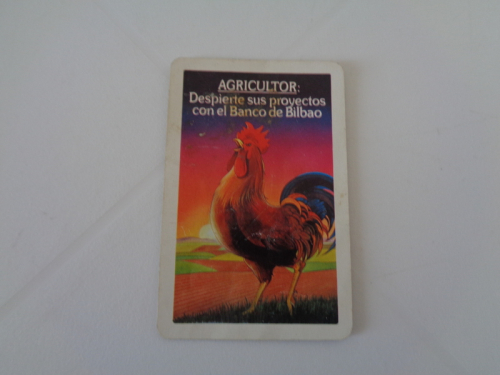 AGRICULTOR:
Despierte sus proyectos
con el Banco de Bilbao